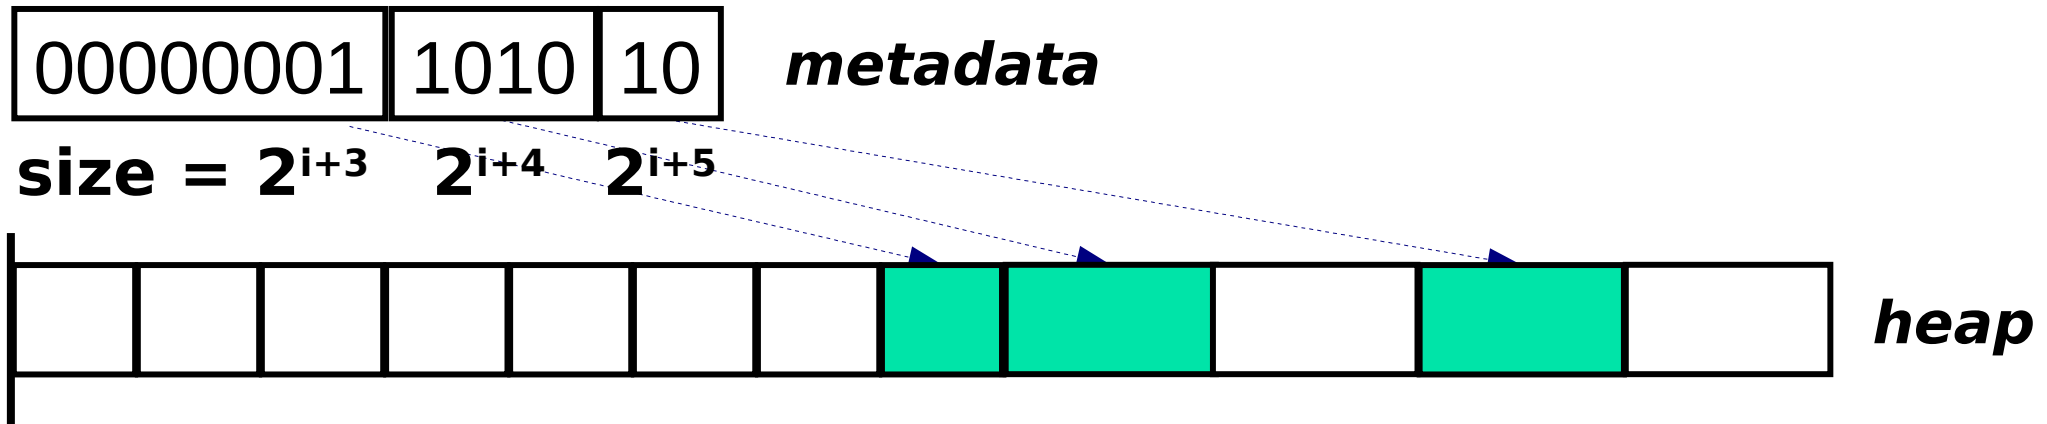 00000001 1010 10 metadata
size = 2ⁱ⁺³ 2ⁱ⁺⁴ 2ⁱ⁺⁵
heap